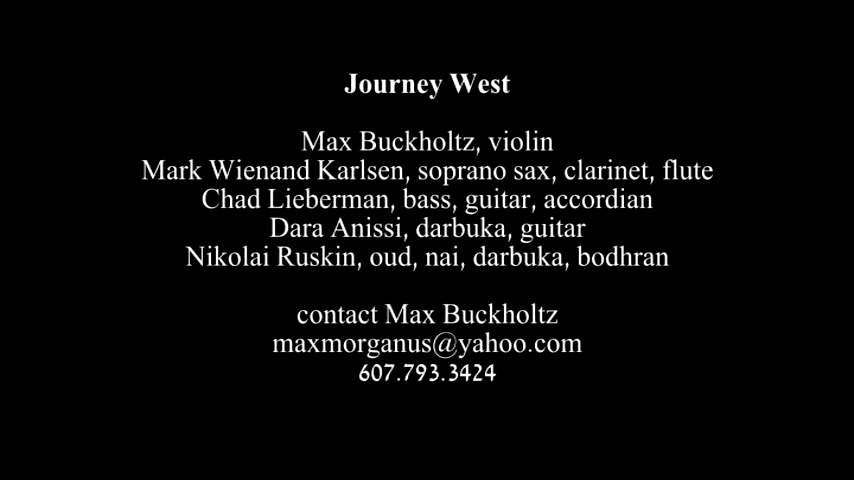 Journey West
Max Buckholtz, violin
Mark Wienand Karlsen, soprano sax, clarinet, flute
Chad Lieberman, bass, guitar, accordian
Dara Anissi, darbuka, guitar
Nikolai Ruskin, oud, nai, darbuka, bodhran
contact Max Buckholtz
maxmorganus@yahoo.com
607.793.3424